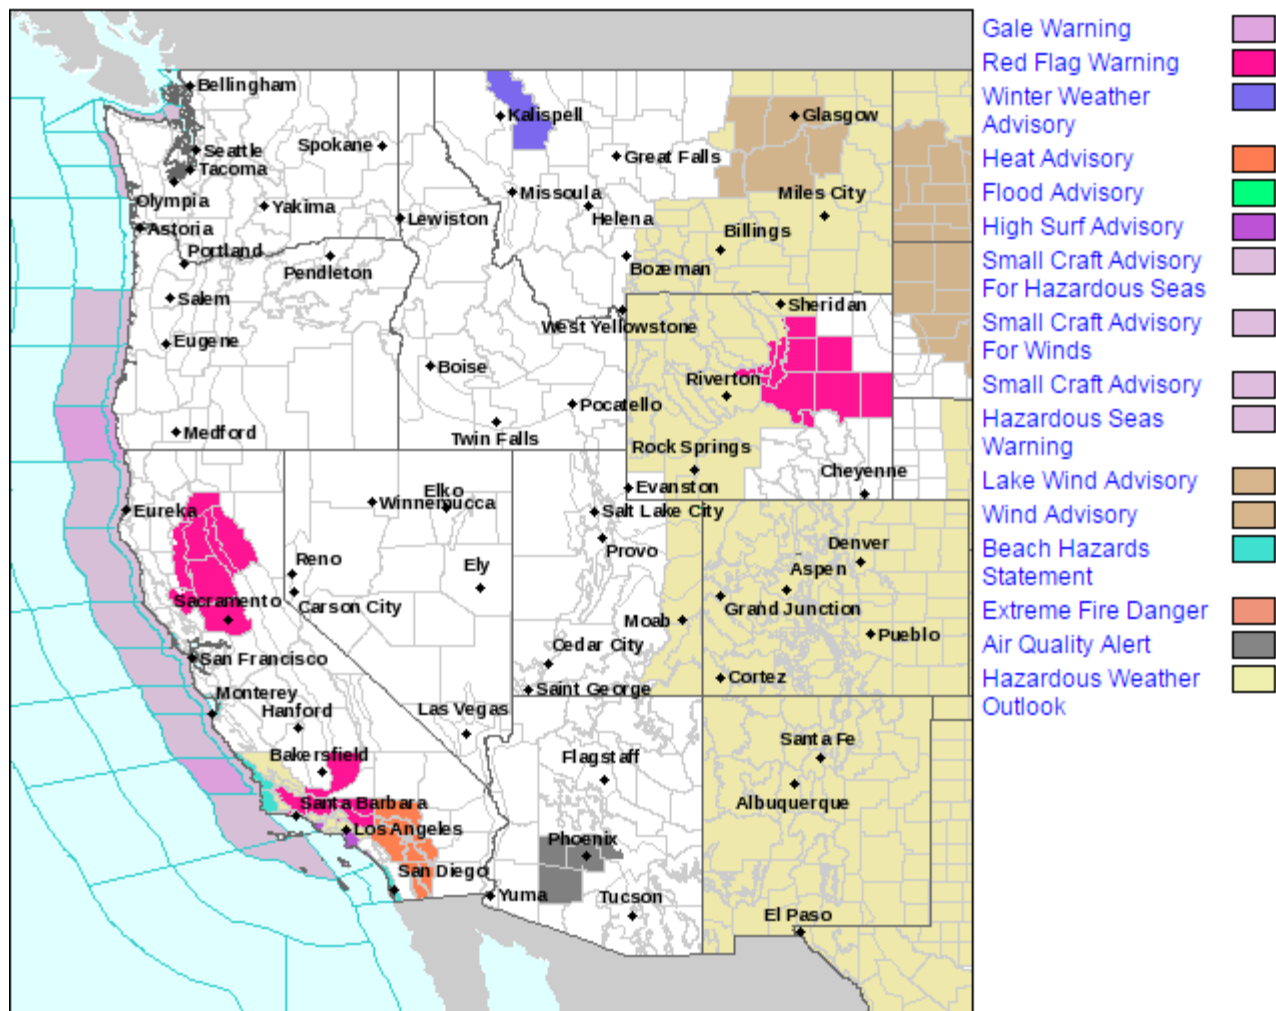 Bellingham
Seattle
Spokane
Tacoma
Olympia
Yakima
Astoria
Portland
Pendleton
Salem
Eugene
Medford
Kalispell
Glasgow
Great Falls
Missoula
Helena
Lewiston
Miles City
Billings
Bozeman
Sheridan
West Yellowstone
Boise
Riverton
Pocatello
Twin Falls
Rock Springs
Cheyenne
Evanston
Eureka
Elko
Winnemucca
Salt Lake City
Provo
Reno
Ely
Denver
Aspen
Sacramento
Carson City
Grand Junction
Moab
Pueblo
San Francisco
Cedar City
Cortez
Monterey
Saint George
Hanford
Las Vegas
Santa Fe
Bakersfield
Flagstaff
Albuquerque
Santa Barbara
Los Angeles
Phoenix
San Diego
Yuma
Tucson
El Paso
Gale Warning
Red Flag Warning
Winter Weather
Advisory
Heat Advisory
Flood Advisory
High Surf Advisory
Small Craft Advisory
For Hazardous Seas
Small Craft Advisory
For Winds
Small Craft Advisory
Hazardous Seas
Warning
Lake Wind Advisory
Wind Advisory
Beach Hazards
Statement
Extreme Fire Danger
Air Quality Alert
Hazardous Weather
Outlook